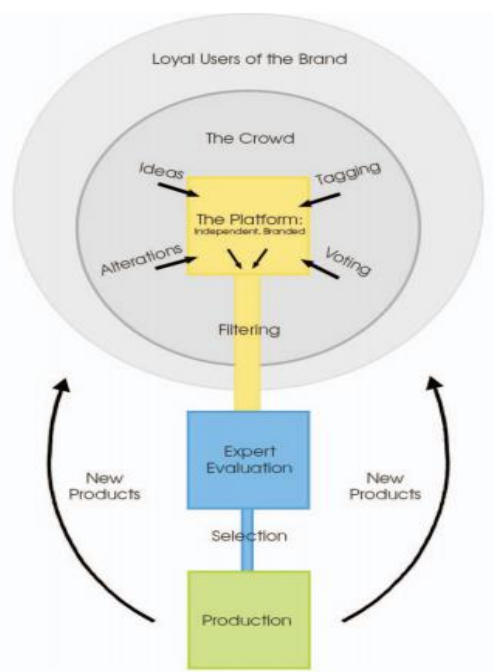 Loyal Users of the Brand
The Crowd
Ideas
Tagging
The Platform:
Independent, Branded
Alterations
Voting
Filtering
Expert
Evaluation
New
Products
New
Products
Selection
Production